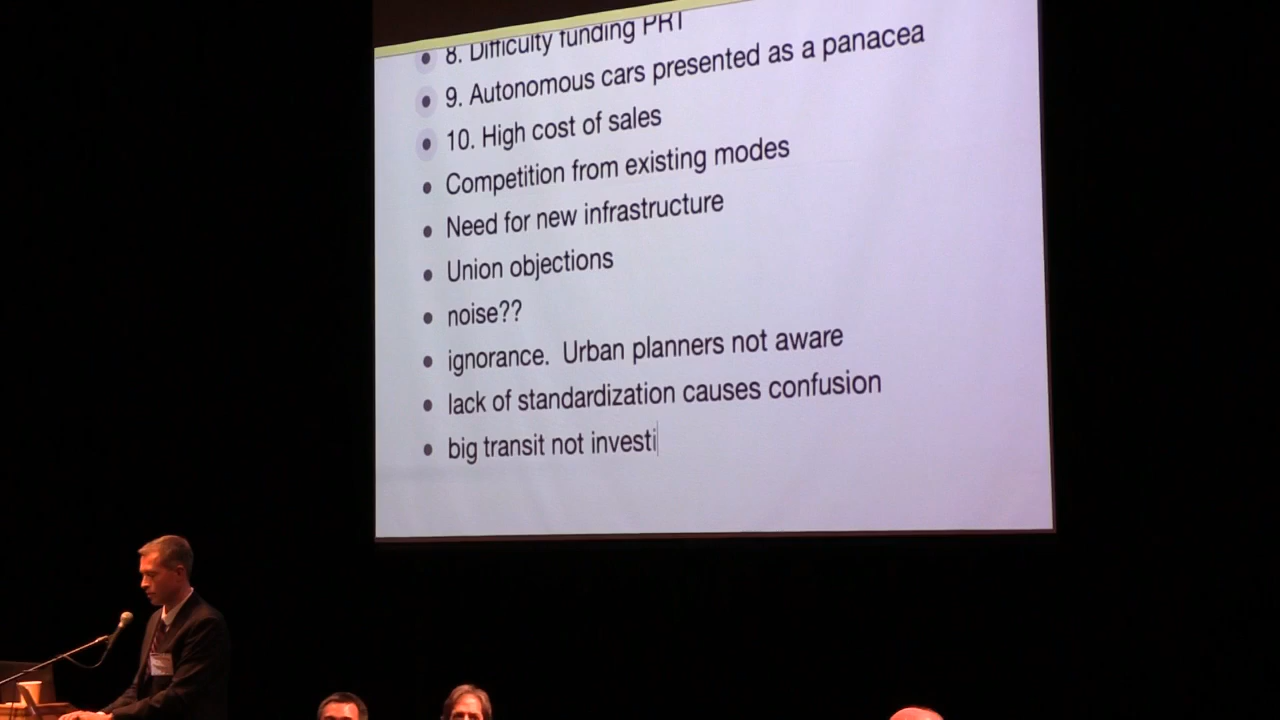 8. Difficulty funding PRT
9. Autonomous cars presented as a panacea
10. High cost of sales
Competition from existing modes
Need for new infrastructure
Union objections
noise??
ignorance. Urban planners not aware
lack of standardization causes confusion
big transit not investi